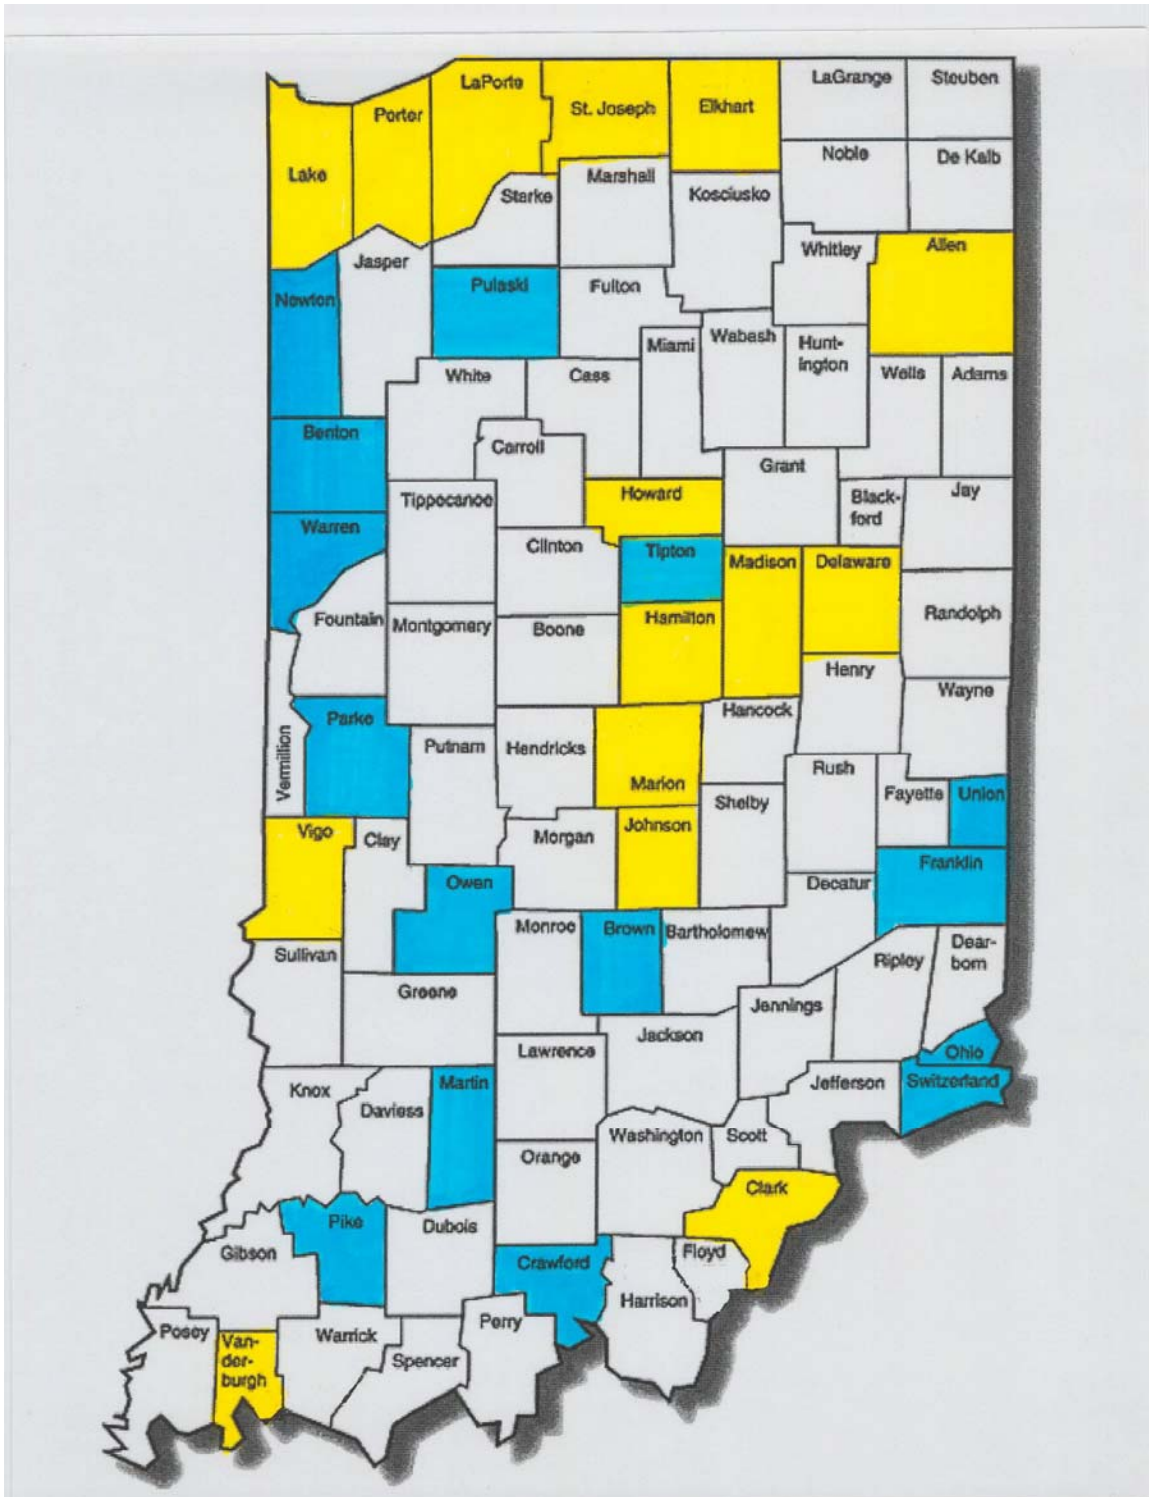 LaPorte
LaGrange
Steuben
Porter
St. Joseph
Elkhart
Lake
Noble
De Kalb
Starke
Marshall
Kosciusko
Jasper
Whitley
Allen
Newton
Pulaski
Fulton
Miami
Wabash
Hunt-
ington
White
Cass
Wells
Adams
Benton
Carroll
Grant
Tippecanoe
Howard
Black-
ford
Jay
Warren
Clinton
Tipton
Madison
Delaware
Fountain
Montgomery
Boone
Hamilton
Randolph
Henry
Wayne
Parke
Vermillion
Putnam
Hendricks
Hancock
Marion
Rush
Fayette
Union
Shelby
Vigo
Clay
Morgan
Johnson
Franklin
Owen
Decatur
Monroe
Brown
Bartholomew
Sullivan
Ripley
Dear-
born
Greene
Jennings
Jackson
Lawrence
Ohio
Knox
Martin
Jefferson
Switzerland
Daviess
Washington
Scott
Orange
Clark
Pike
Dubois
Gibson
Crawford
Floyd
Harrison
Posey
Van-
der-
burgh
Warrick
Perry
Spencer